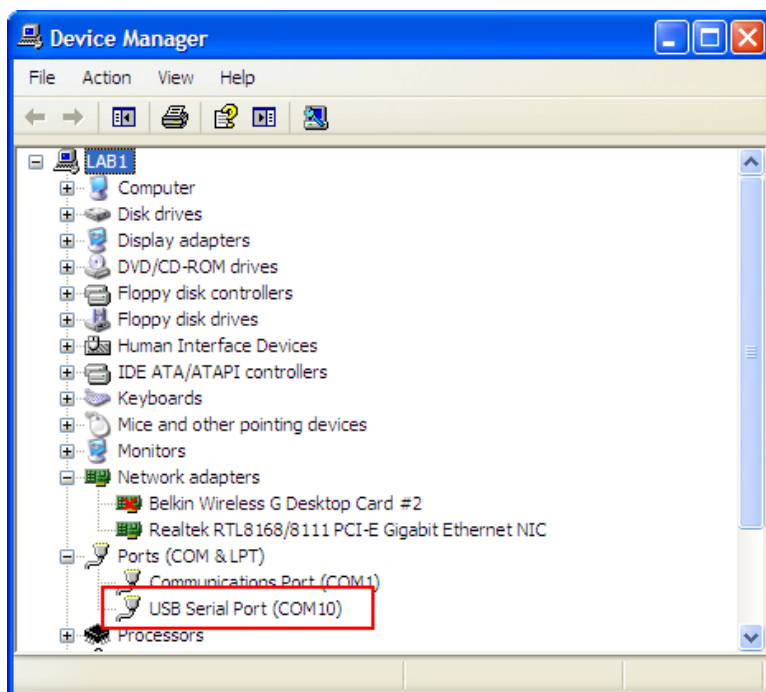 Device Manager
File Action View Help
LAB1
Computer
Disk drives
Display adapters
DVD/CD-ROM drives
Floppy disk controllers
Floppy disk drives
Human Interface Devices
IDE ATA/ATAPI controllers
Keyboards
Mice and other pointing devices
Monitors
Network adapters
Belkin Wireless G Desktop Card #2
Realtek RTL8168/8111 PCI-E Gigabit Ethernet NIC
Ports (COM & LPT)
Communications Port (COM1)
USB Serial Port (COM10)
Processors